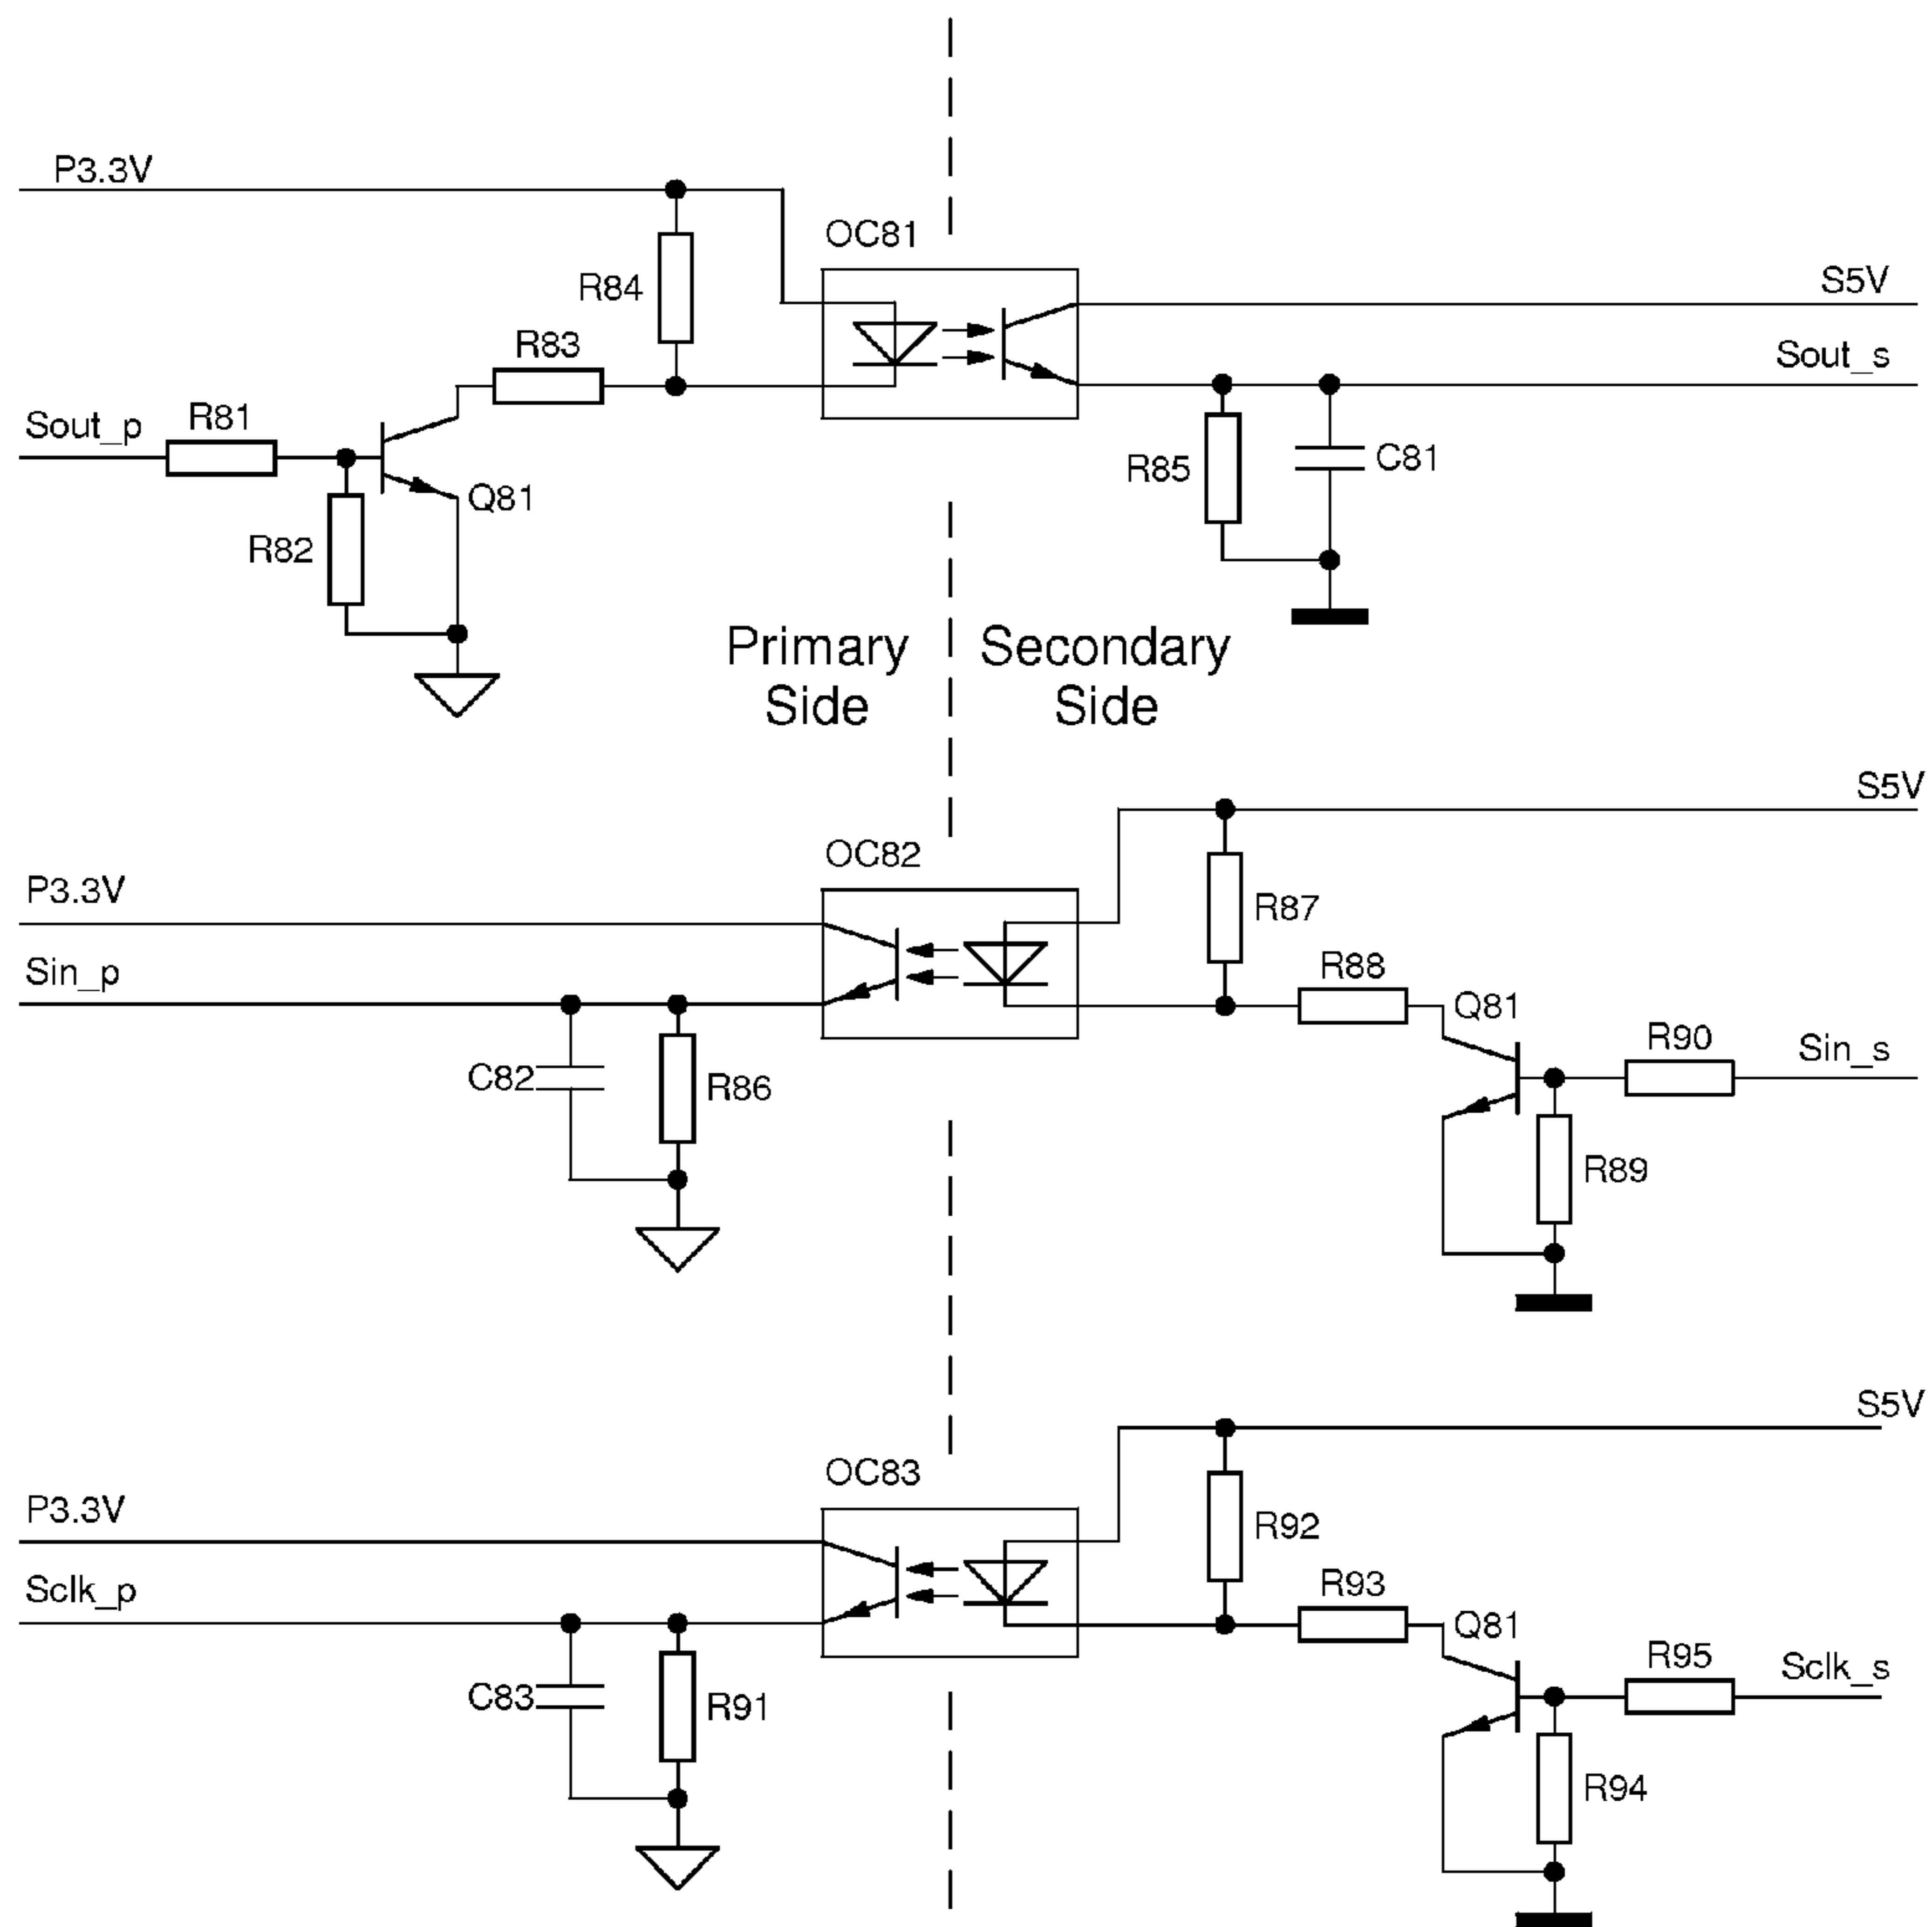 P3.3V
OC81
R84
S5V
R83
Sout_s
Sout_p
R81
R85
C81
Q81
R82
Primary
Side
Secondary
Side
S5V
OC82
P3.3V
R87
Sin_p
R88
Q81
R90
Sin_s
C82
R86
R89
S5V
OC83
P3.3V
R92
Sclk_p
R93
Q81
R95
Sclk_s
C83
R91
R94